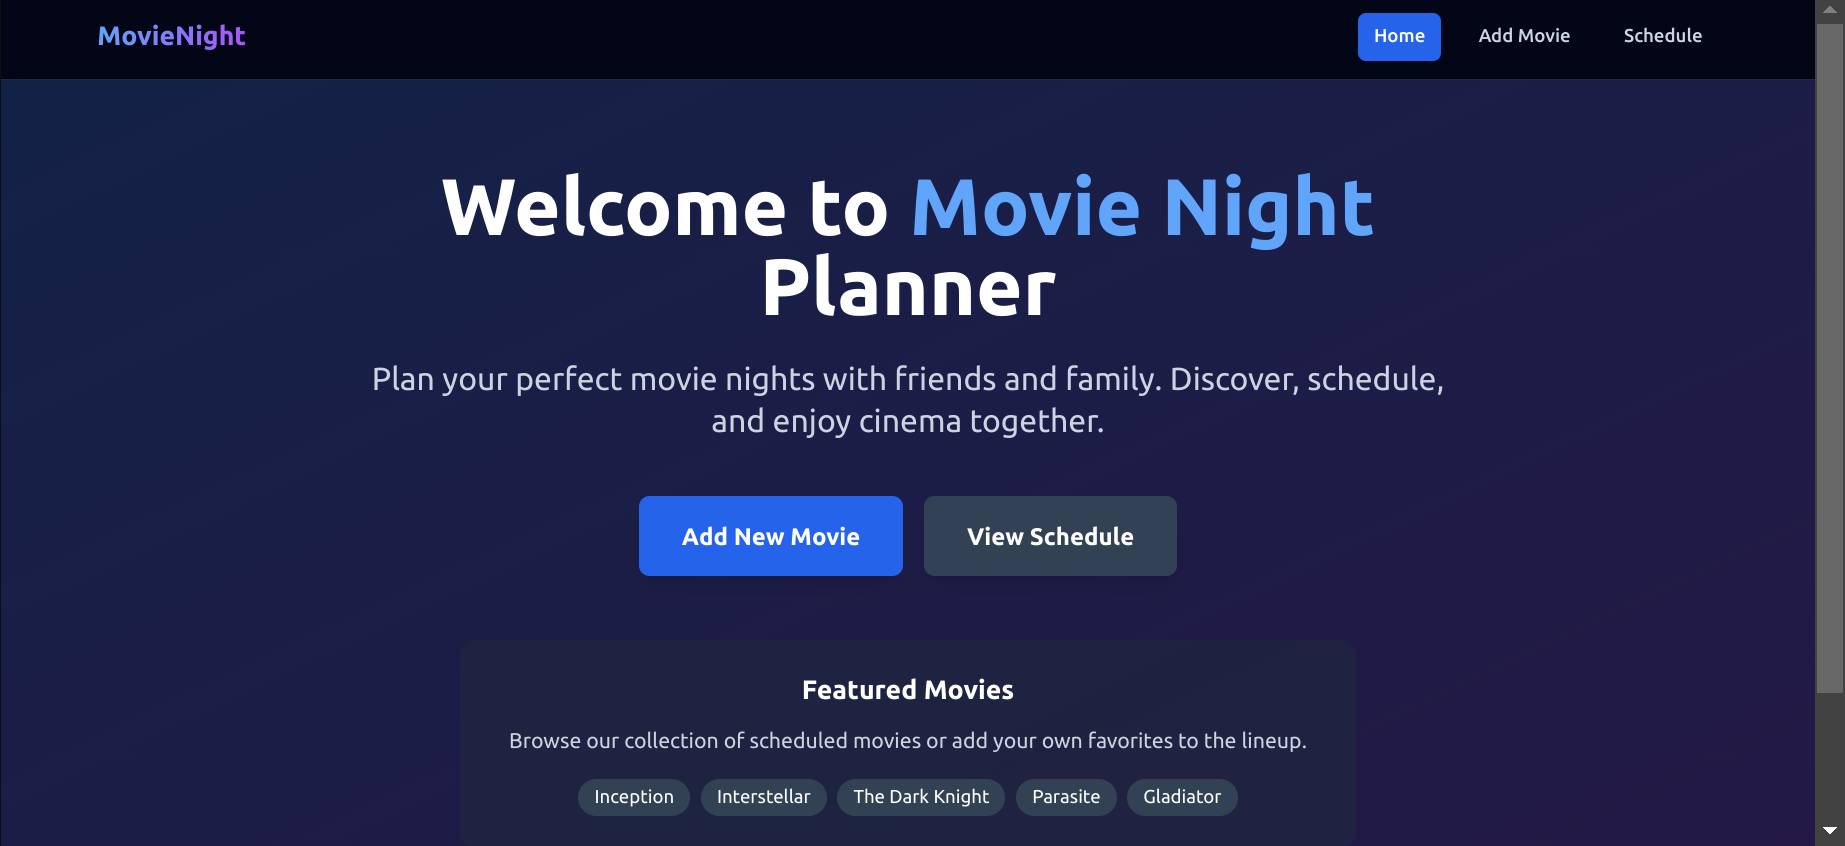 MovieNight
Home
Add Movie
Schedule
Welcome to Movie Night
Planner
Plan your perfect movie nights with friends and family. Discover, schedule,
and enjoy cinema together.
Add New Movie
View Schedule
Featured Movies
Browse our collection of scheduled movies or add your own favorites to the lineup.
Inception
Interstellar
The Dark Knight
Parasite
Gladiator